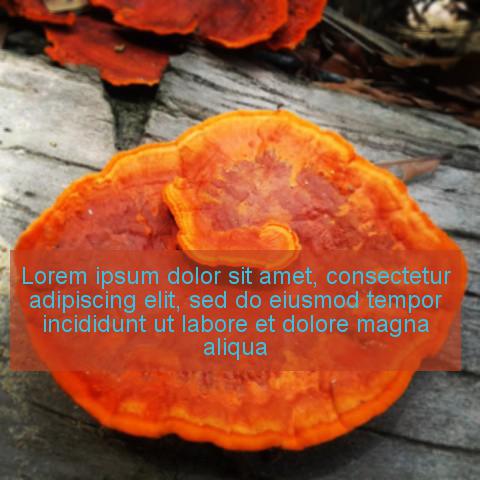 Lorem ipsum dolor sit amet, consectetur
adipiscing elit, sed do eiusmod tempor
incididunt ut labore et dolore magna
aliqua